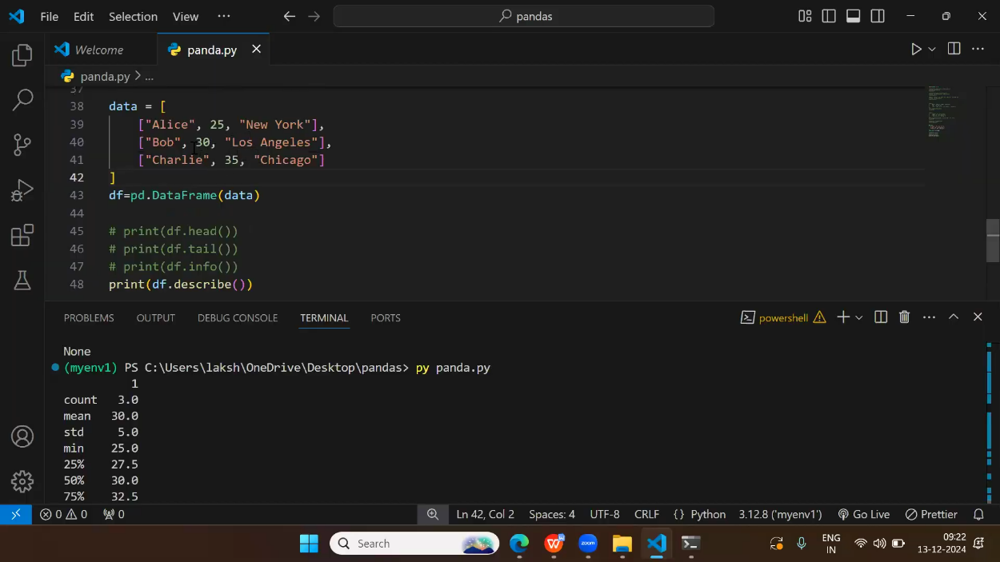 File Edit Selection View ··· pandas
Welcome panda.py
panda.py > ...
37
38 data = [
39 ["Alice", 25, "New York"],
40 ["Bob", 30, "Los Angeles"],
41 ["Charlie", 35, "Chicago"]
42 ]
43 df=pd.DataFrame(data)
44
45 # print(df.head())
46 # print(df.tail())
47 # print(df.info())
48 print(df.describe())
PROBLEMS OUTPUT DEBUG CONSOLE TERMINAL PORTS powershell
None
(myenv1) PS C:\Users\laksh\OneDrive\Desktop\pandas> py panda.py
1
count 3.0
mean 30.0
std 5.0
min 25.0
25% 27.5
50% 30.0
75% 32.5
0 0 0 Ln 42, Col 2 Spaces: 4 UTF-8 CRLF {} Python 3.12.8 ('myenv1') Go Live Prettier
Search zoom ENG 09:22
IN 13-12-2024